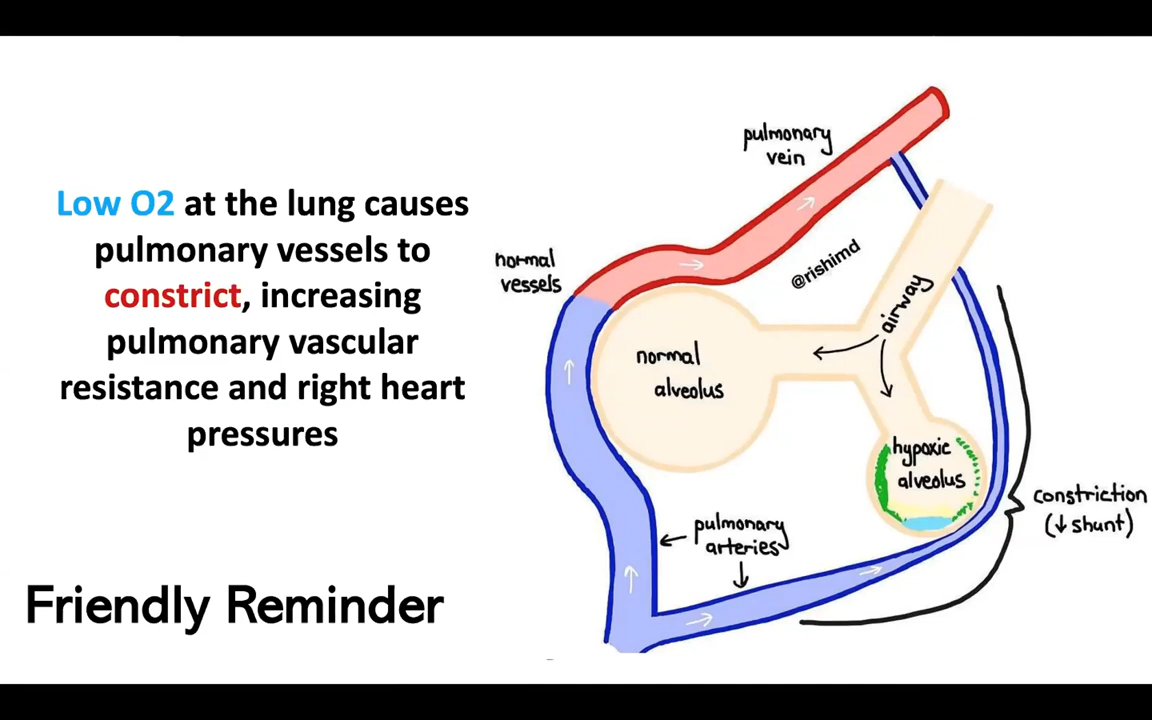 Low O2 at the lung causes
pulmonary vessels to
constrict, increasing
pulmonary vascular
resistance and right heart
pressures
Friendly Reminder
pulmonary
vein
normal
vessels
@rishimd
airway
normal
alveolus
hypoxic
alveolus
constriction
(↓ shunt)
pulmonary
arteries